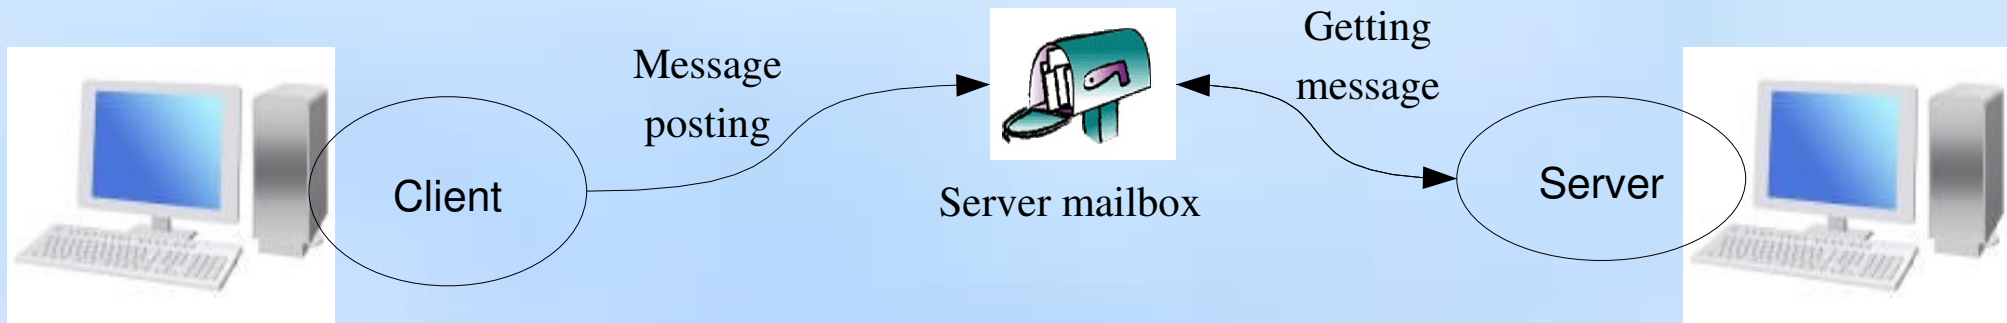 Message
posting
Client
Server mailbox
Getting
message
Server